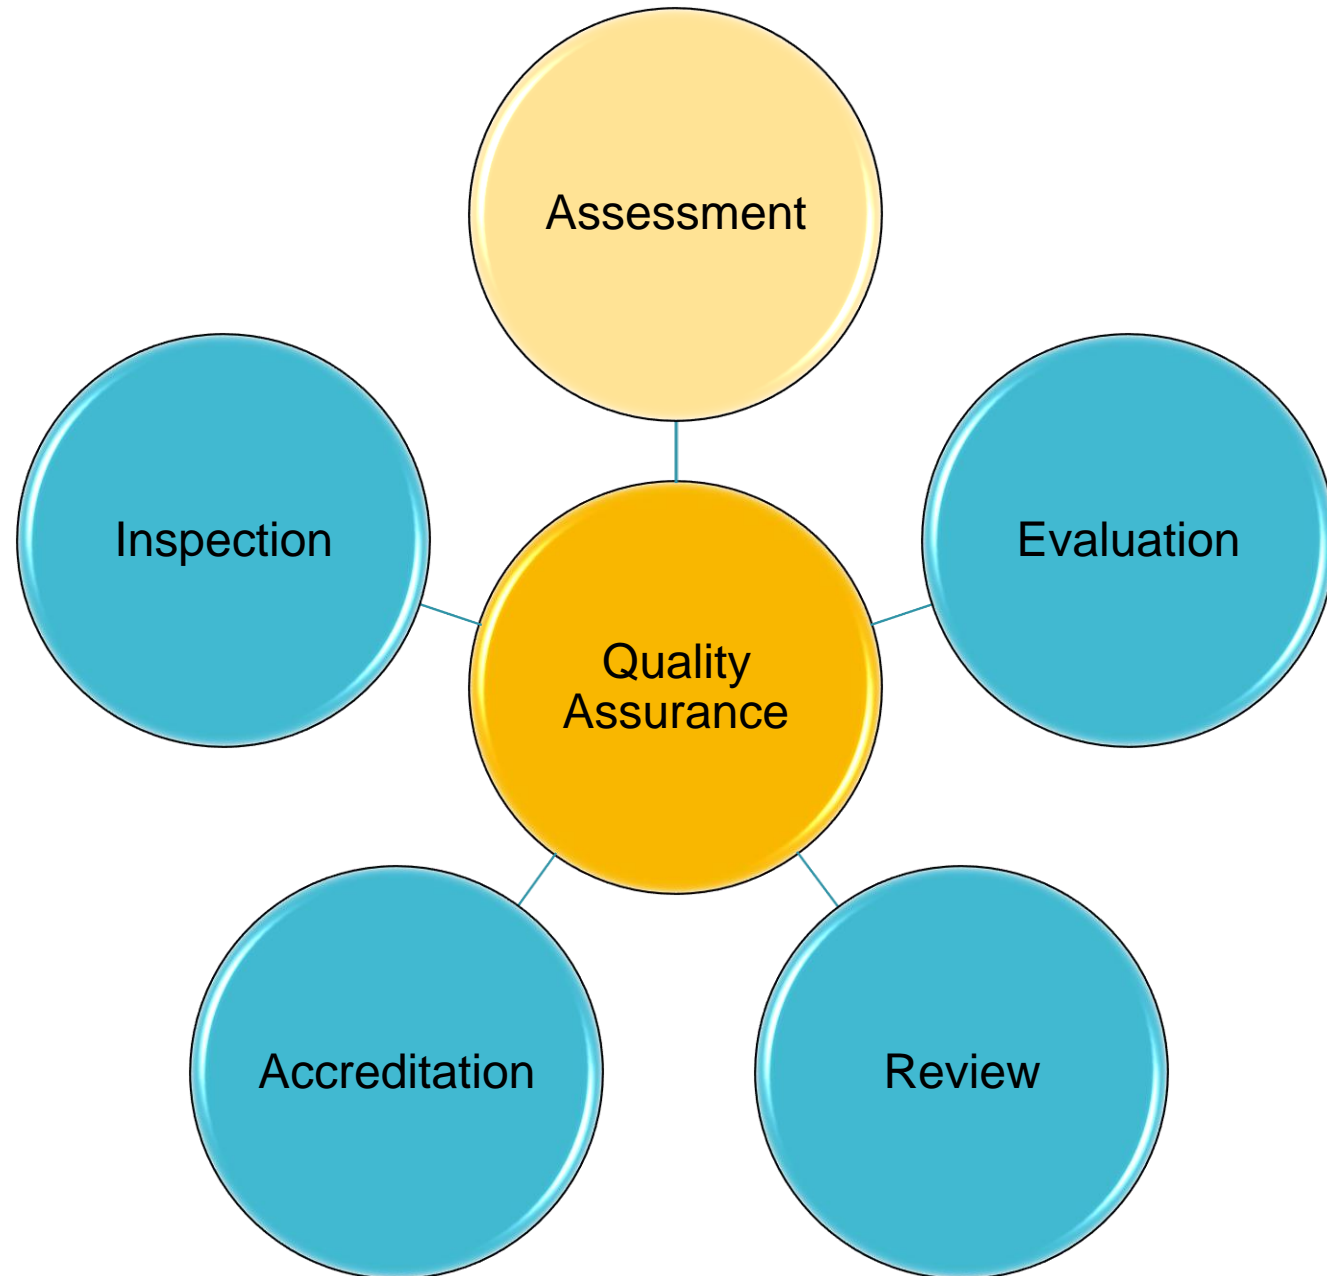 Assessment
Inspection
Evaluation
Quality
Assurance
Accreditation
Review